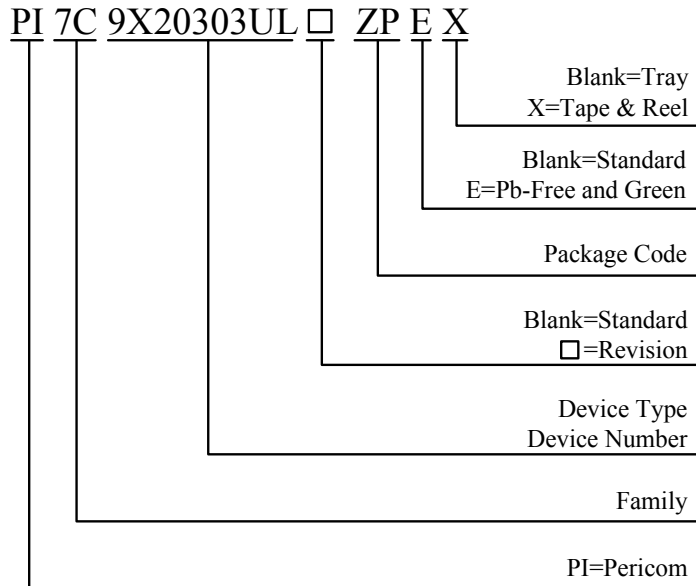 PI 7C 9X20303UL □ ZP E X
Blank=Tray
X=Tape & Reel
Blank=Standard
E=Pb-Free and Green
Package Code
Blank=Standard
□=Revision
Device Type
Device Number
Family
PI=Pericom